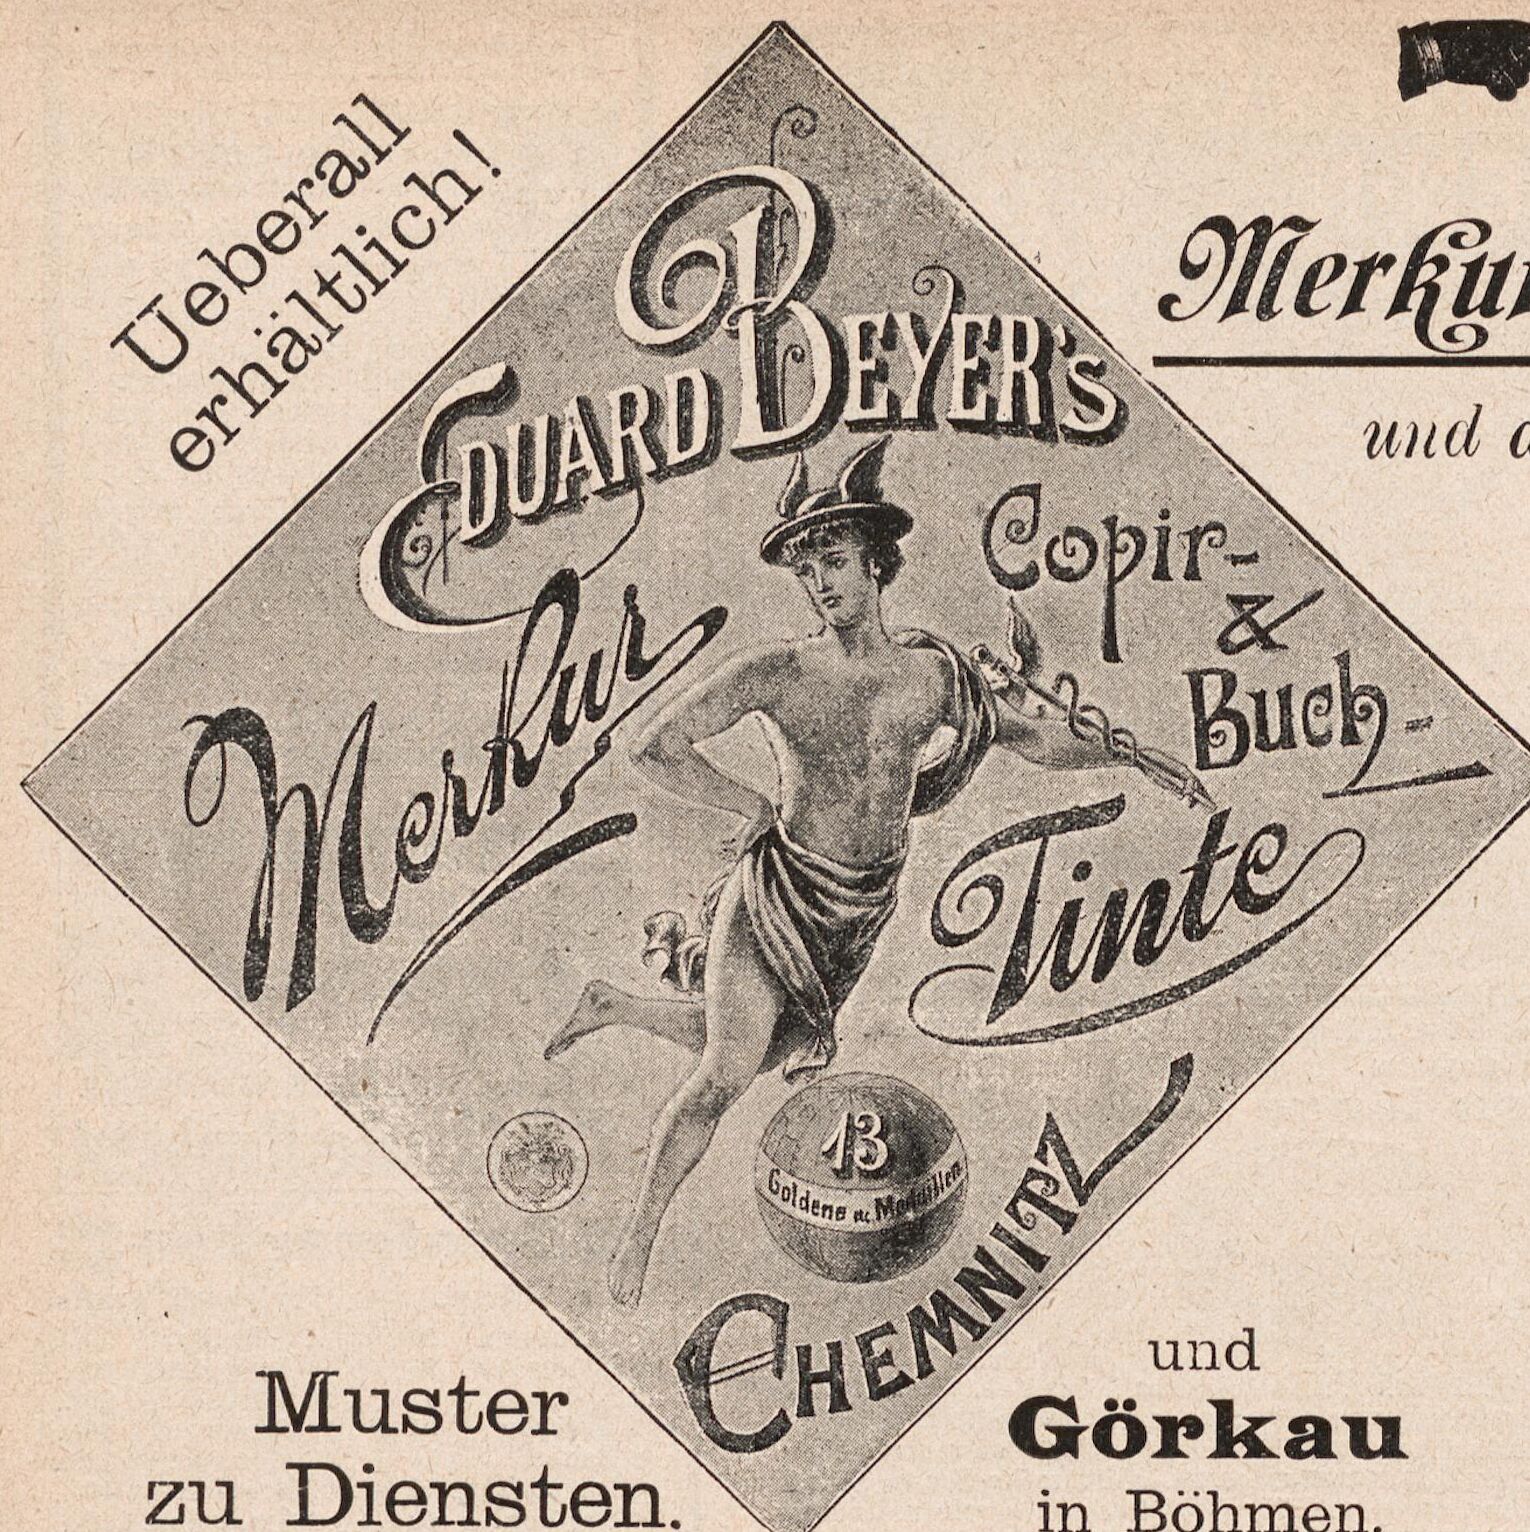 Ueberall
erhältlich!
EDUARD BEYER'S
Merkur
Copir-
&
Buch-
Tinte
13
Goldene etc Medaillen
CHEMNITZ
Merkur
und
Muster
zu Diensten.
und
Görkau
in Böhmen.